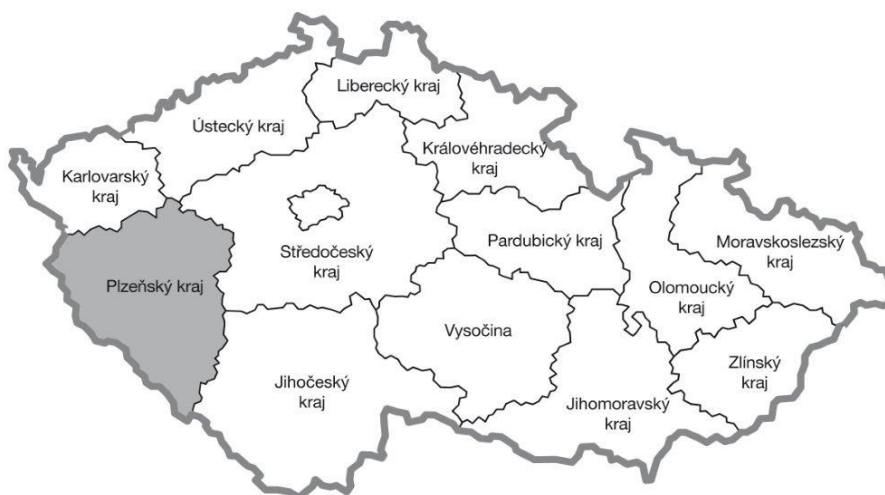 Liberecký kraj
Ústecký kraj
Královéhradecký
kraj
Karlovarský
kraj
Středočeský
kraj
Pardubický kraj
Moravskoslezský
kraj
Plzeňský kraj
Olomoucký
kraj
Vysočina
Zlínský
kraj
Jihočeský
kraj
Jihomoravský
kraj